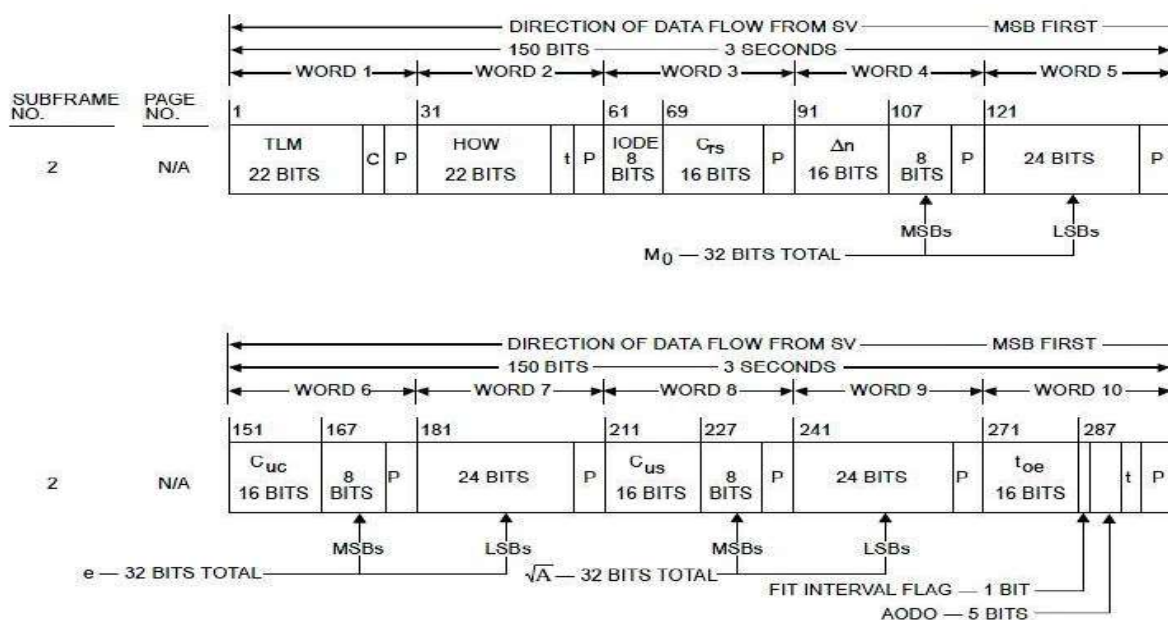 DIRECTION OF DATA FLOW FROM SV MSB FIRST
150 BITS 3 SECONDS
WORD 1 WORD 2 WORD 3 WORD 4 WORD 5
SUBFRAME NO. PAGE NO. 1 31 61 69 91 107 121
2 N/A TLM 22 BITS C P HOW 22 BITS t P IODE 8 BITS Crs 16 BITS P Δn 16 BITS 8 BITS P 24 BITS P
MSBs LSBs
M0 — 32 BITS TOTAL
DIRECTION OF DATA FLOW FROM SV MSB FIRST
150 BITS 3 SECONDS
WORD 6 WORD 7 WORD 8 WORD 9 WORD 10
151 167 181 211 227 241 271 287
2 N/A Cuc 16 BITS 8 BITS P 24 BITS P Cus 16 BITS 8 BITS P 24 BITS P toe 16 BITS t P
MSBs LSBs MSBs LSBs
e — 32 BITS TOTAL √A — 32 BITS TOTAL
FIT INTERVAL FLAG — 1 BIT
AODO — 5 BITS